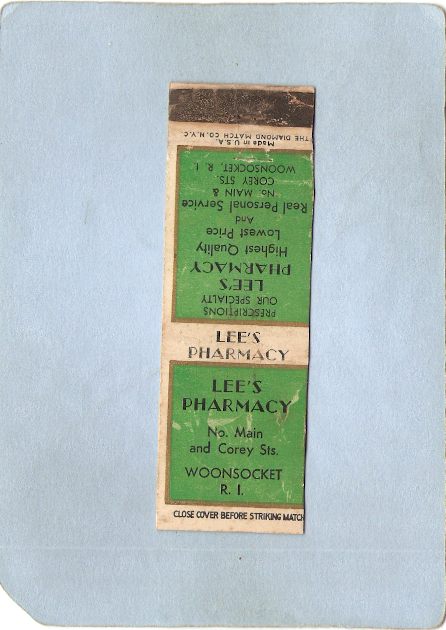 THE DIAMOND MATCH CO. N.Y.C.
Made in U.S.A.
PRESCRIPTIONS
OUR SPECIALTY
LEE'S
PHARMACY
Highest Quality
Lowest Price
And
Real Personal Service
No. MAIN &
COREY STS.
WOONSOCKET, R. I.
LEE'S
PHARMACY
LEE'S
PHARMACY
No. Main
and Corey Sts.
WOONSOCKET
R. I.
CLOSE COVER BEFORE STRIKING MATCH